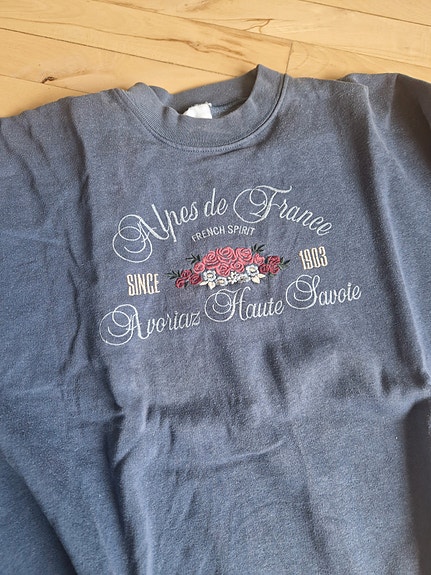 Alpes de France
FRENCH SPIRIT
SINCE 1903
Avoriaz Haute Savoie